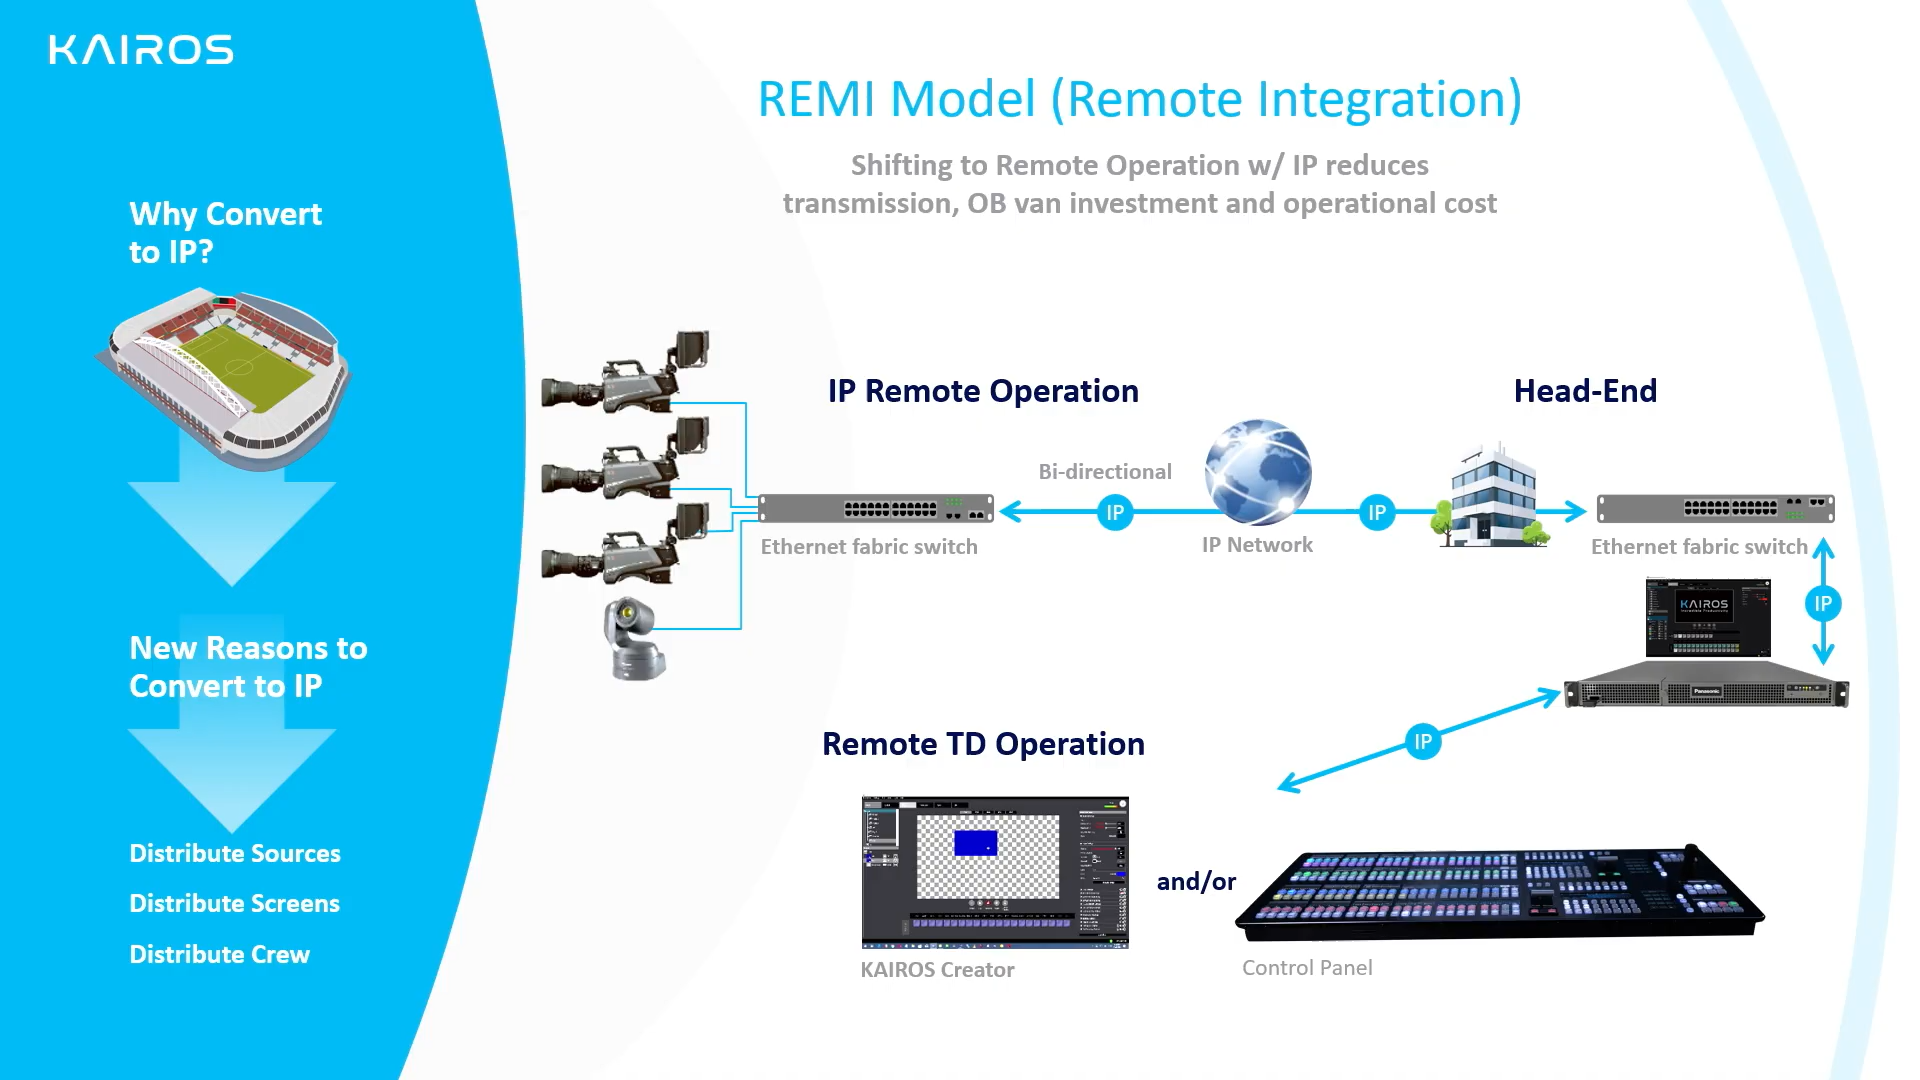 KAIROS
REMI Model (Remote Integration)
Shifting to Remote Operation w/ IP reduces
transmission, OB van investment and operational cost
Why Convert
to IP?
New Reasons to
Convert to IP
Distribute Sources
Distribute Screens
Distribute Crew
IP Remote Operation
Head-End
Bi-directional
IP
IP
Ethernet fabric switch
IP Network
Ethernet fabric switch
KAIROS
IP
Panasonic
IP
Remote TD Operation
and/or
KAIROS Creator
Control Panel